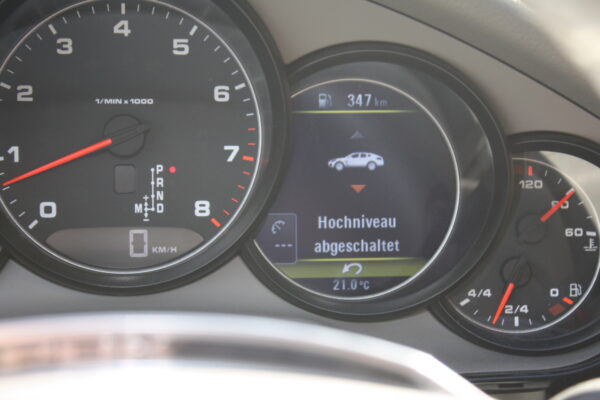 4
3 5
2 6
1/MIN x 1000
1 7
0 8
P
R
N
M D
+
-
0 KM/H
347 km
Hochniveau
abgeschaltet
---
21.0°C
120
90
60
4/4 2/4 0